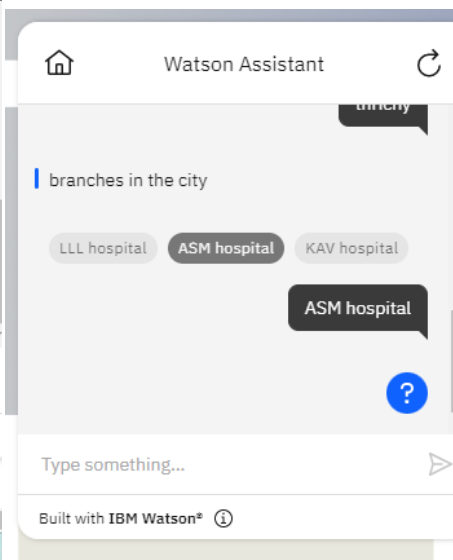 Watson Assistant
thrichy
branches in the city
LLL hospital ASM hospital KAV hospital
ASM hospital
?
Type something...
Built with IBM Watson®